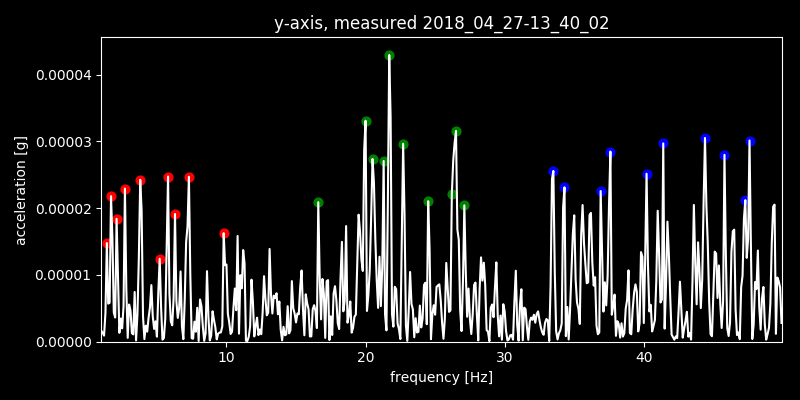 y-axis, measured 2018_04_27-13_40_02
acceleration [g]
0.00004
0.00003
0.00002
0.00001
0.00000
10 20 30 40
frequency [Hz]